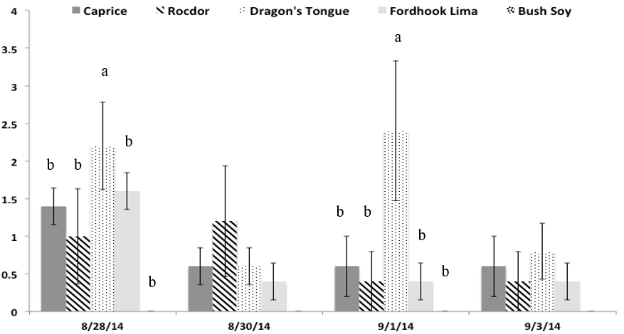 4
Caprice Rocdor Dragon's Tongue Fordhook Lima Bush Soy
3.5
a
a
3
2.5
b b b
2
b b b
1.5
1
b b
0.5
0
8/28/14 8/30/14 9/1/14 9/3/14